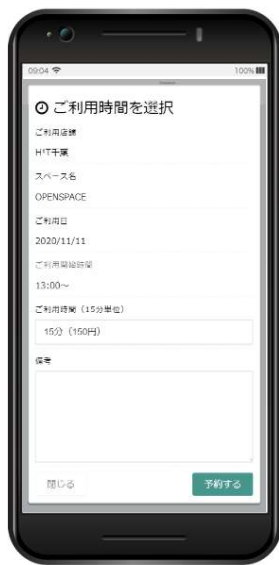 09:04
100%
ご利用時間を選択
ご利用店舗
H¹T千葉
スペース名
OPENSPACE
ご利用日
2020/11/11
ご利用開始時間
13:00～
ご利用時間（15分単位）
15分（150円）
備考
閉じる
予約する